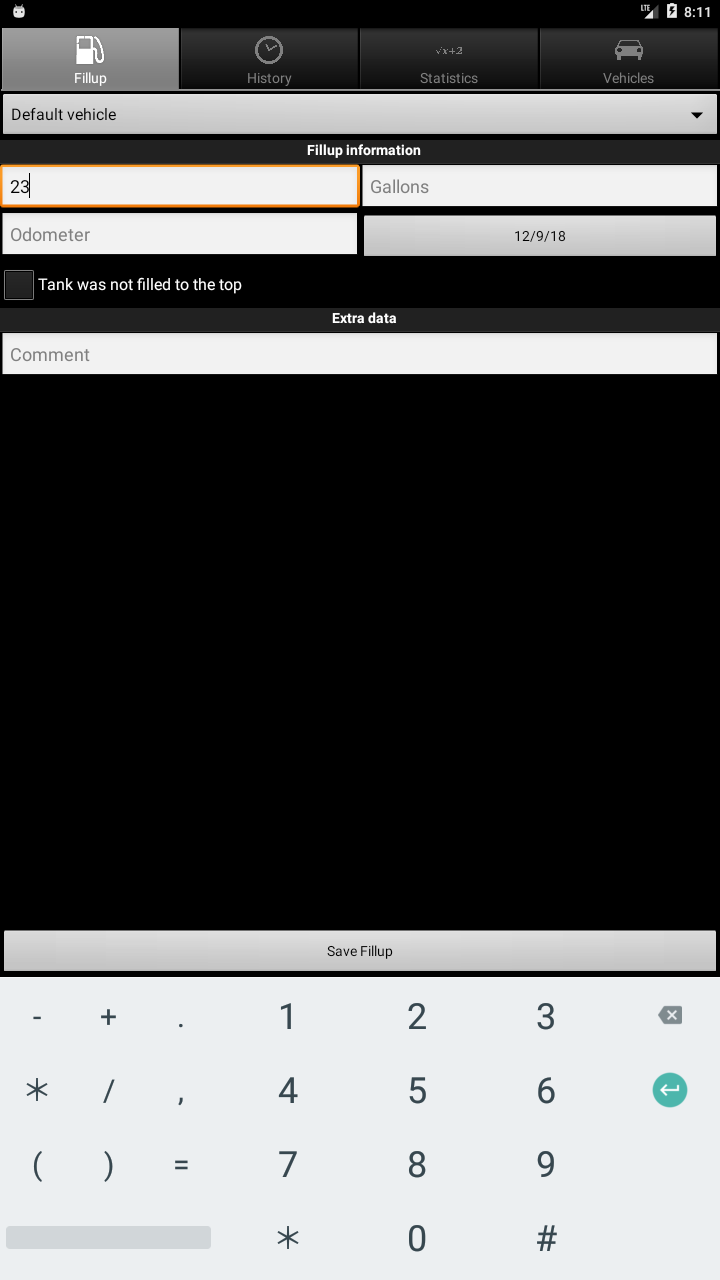 LTE 8:11
Fillup History √x+2 Statistics Vehicles
Default vehicle
Fillup information
23 Gallons
Odometer 12/9/18
Tank was not filled to the top
Extra data
Comment
Save Fillup
- + . 1 2 3
* / , 4 5 6
( ) = 7 8 9
* 0 #